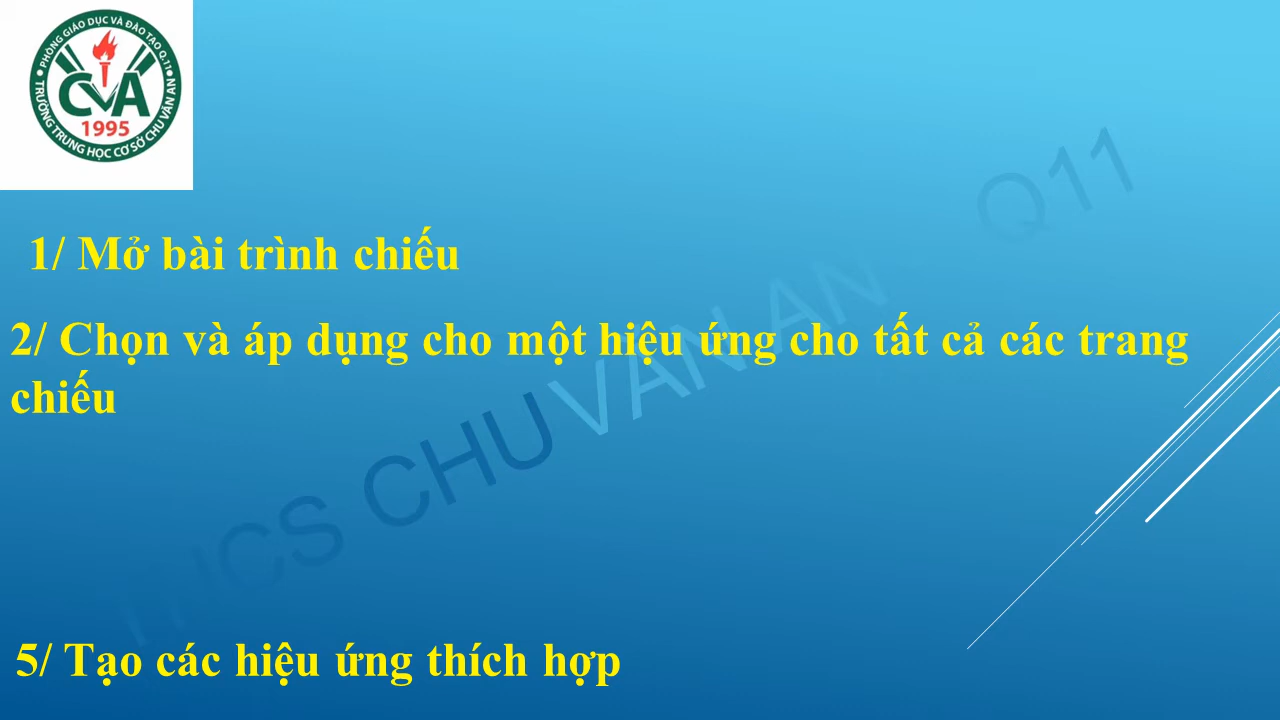 PHÒNG GIÁO DỤC VÀ ĐÀO TẠO Q.11
CVA
1995
TRƯỜNG TRUNG HỌC CƠ SỞ CHU VĂN AN
1/ Mở bài trình chiếu
2/ Chọn và áp dụng cho một hiệu ứng cho tất cả các trang
chiếu
THCS CHU VĂN AN Q11
5/ Tạo các hiệu ứng thích hợp